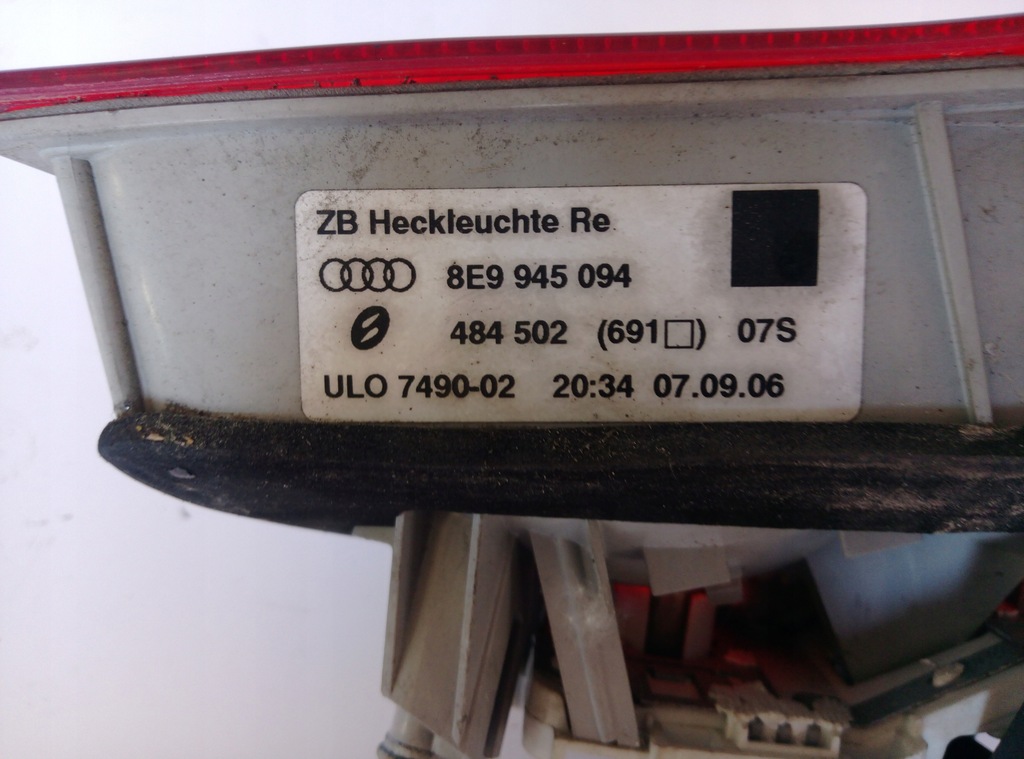 ZB Heckleuchte Re
8E9 945 094
484 502 (691□) 07S
ULO 7490-02 20:34 07.09.06